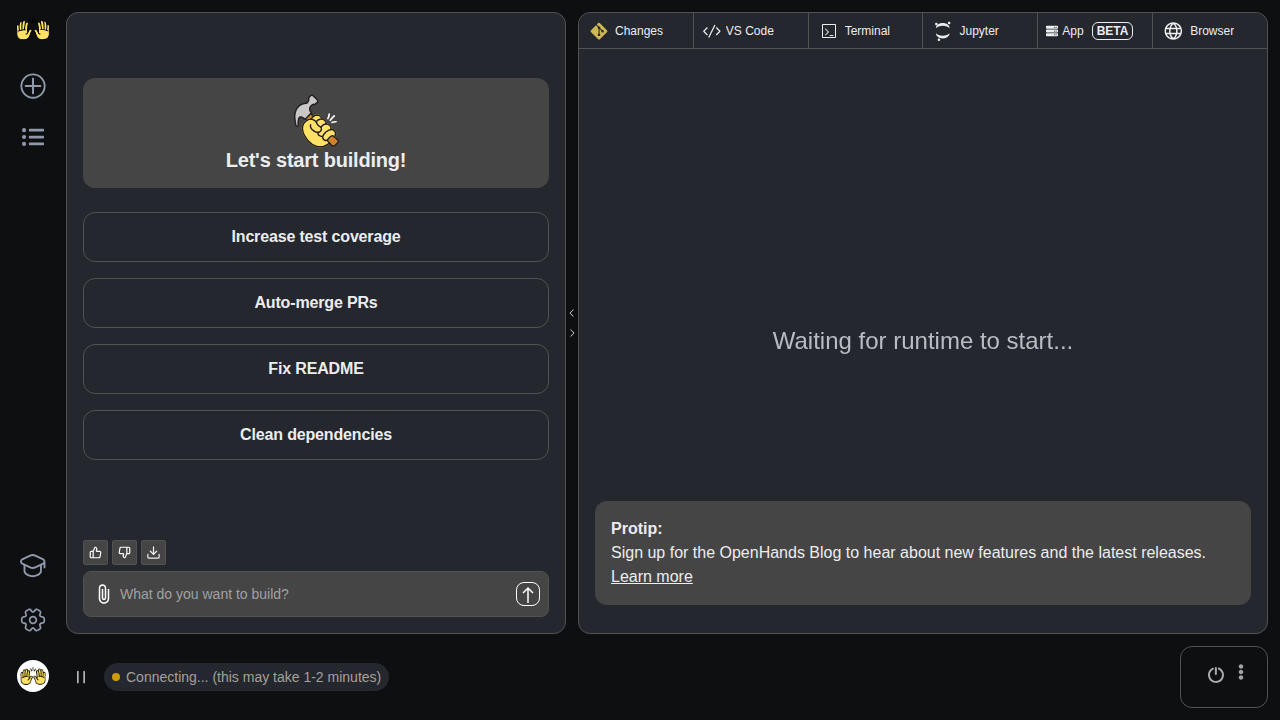 Let's start building!
Increase test coverage
Auto-merge PRs
Fix README
Clean dependencies
What do you want to build?
Changes
VS Code
Terminal
Jupyter
App BETA
Browser
Waiting for runtime to start...
Protip:
Sign up for the OpenHands Blog to hear about new features and the latest releases.
Learn more
Connecting... (this may take 1-2 minutes)